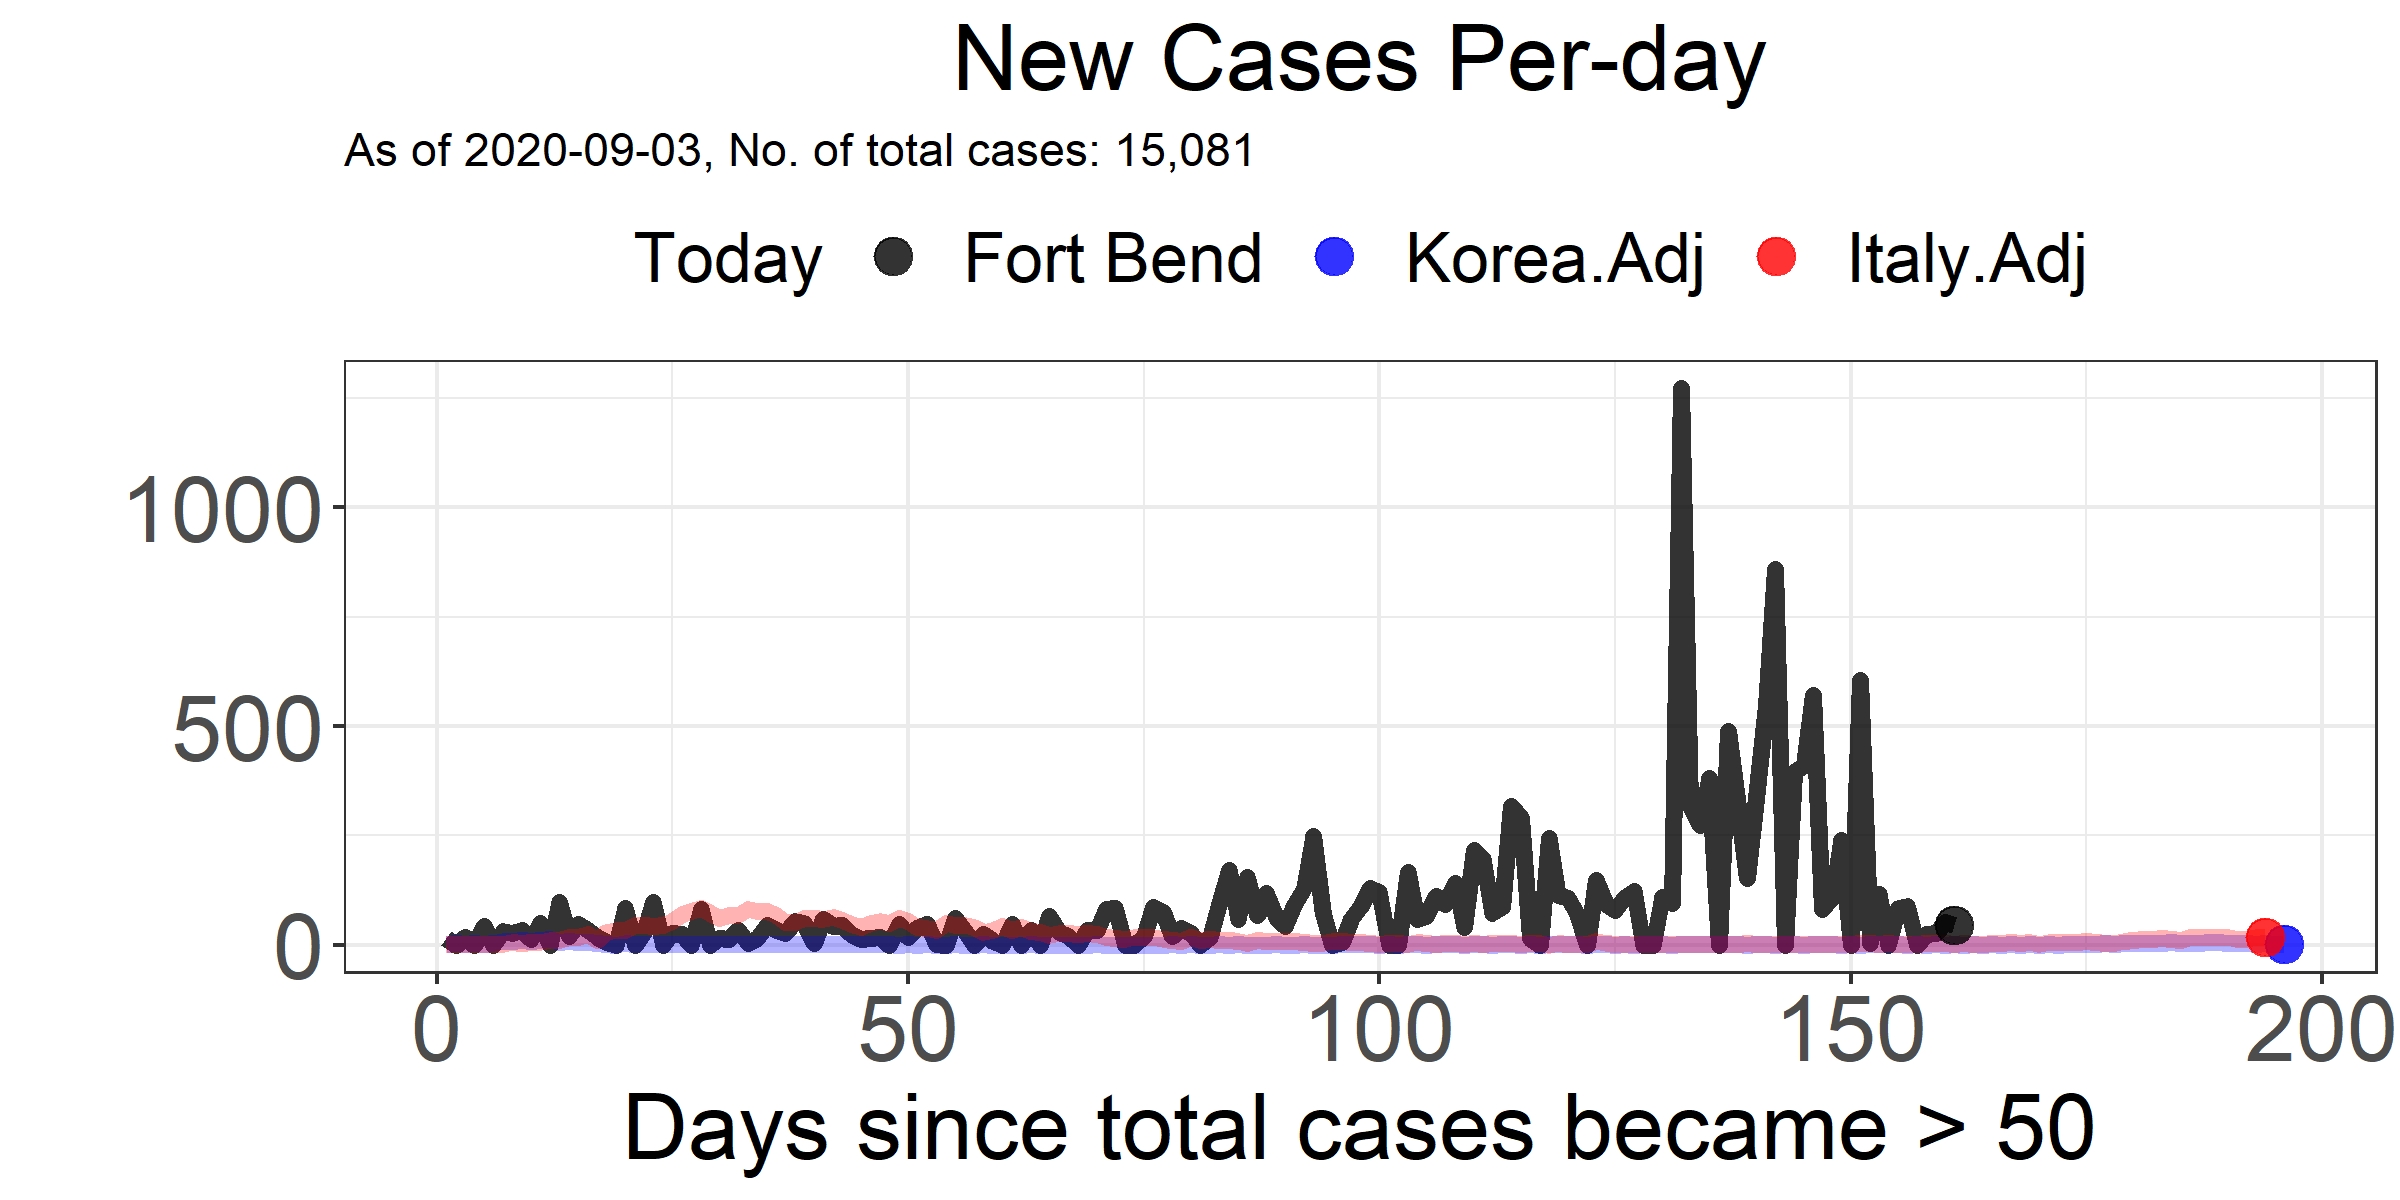 New Cases Per-day
As of 2020-09-03, No. of total cases: 15,081
Today Fort Bend Korea.Adj Italy.Adj
1000
500
0
0 50 100 150 200
Days since total cases became > 50